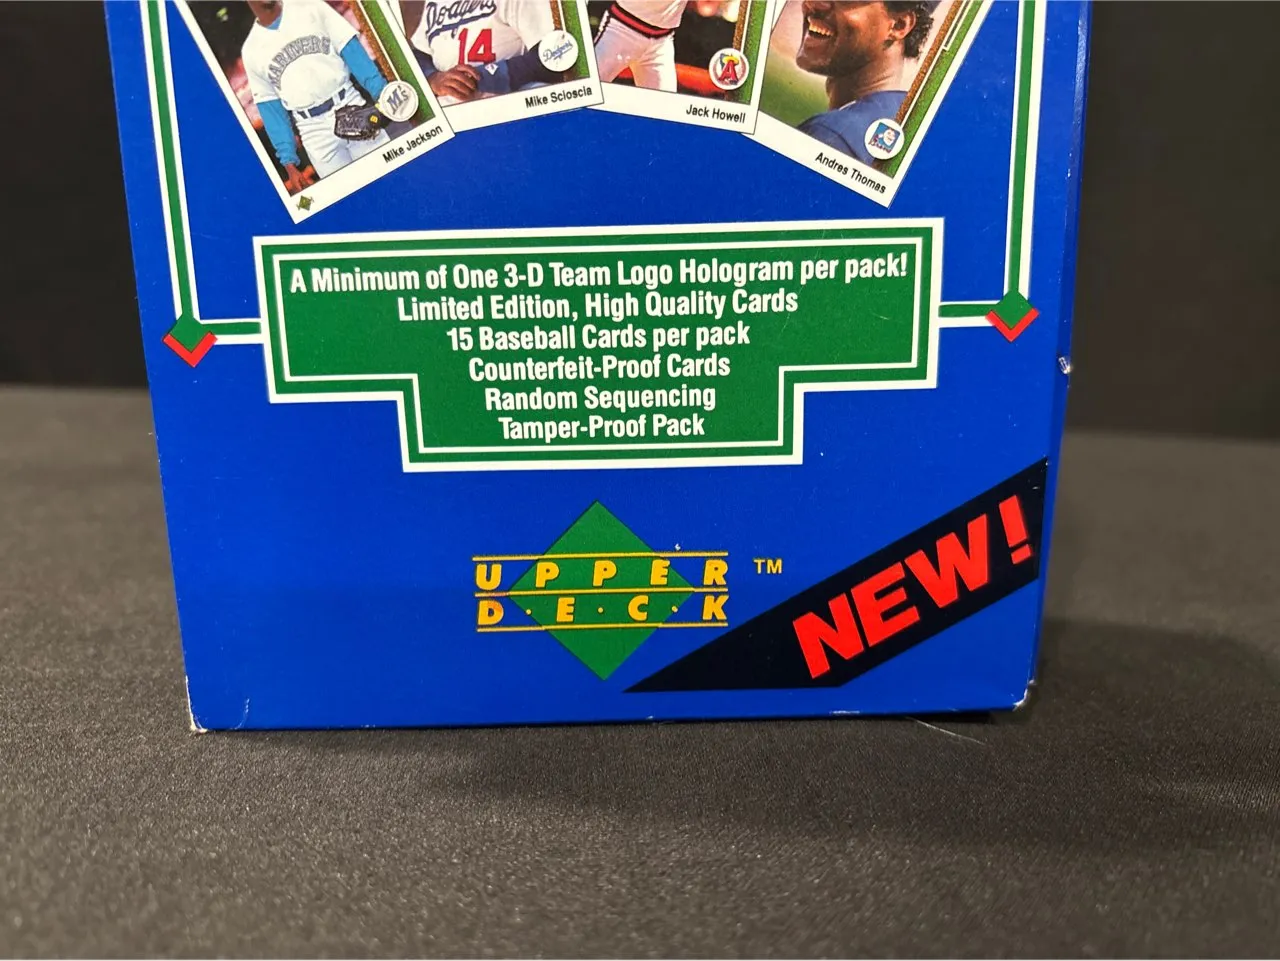 MARINERS
Dodgers
14
Dodgers
M's
A
Mike Jackson
Mike Scioscia
Jack Howell
Andres Thomas
A Minimum of One 3-D Team Logo Hologram per pack!
Limited Edition, High Quality Cards
15 Baseball Cards per pack
Counterfeit-Proof Cards
Random Sequencing
Tamper-Proof Pack
UPPER TM
D·E·C·K
NEW!